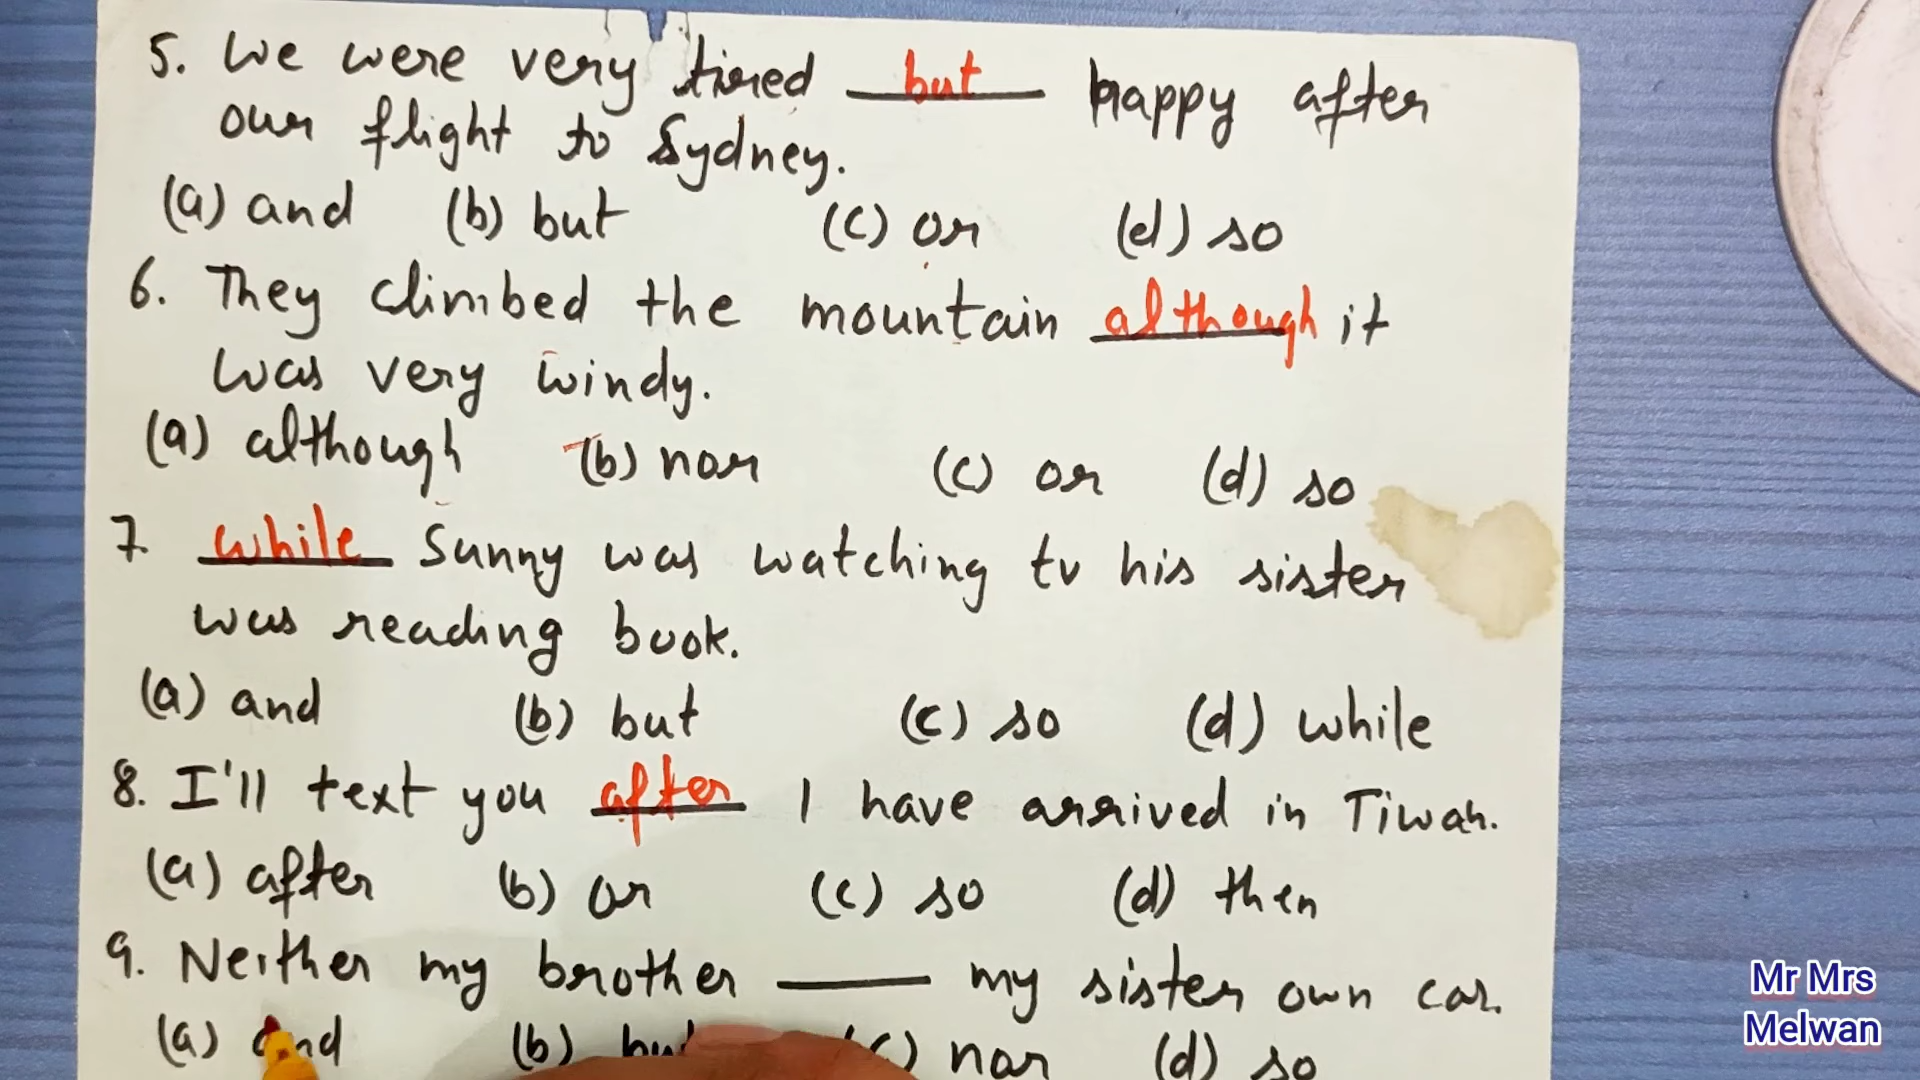 5. We were very tired but happy after
our flight to Sydney.
(a) and (b) but (c) or (d) so
6. They climbed the mountain although it
was very windy.
(a) although (b) nor (c) or (d) so
7. while Sunny was watching tv his sister
was reading book.
(a) and (b) but (c) so (d) while
8. I'll text you after I have arrived in Tiwan.
(a) after (b) or (c) so (d) then
9. Neither my brother ____ my sister own car.
(a) and (b) but (c) nor (d) so
Mr Mrs
Melwan